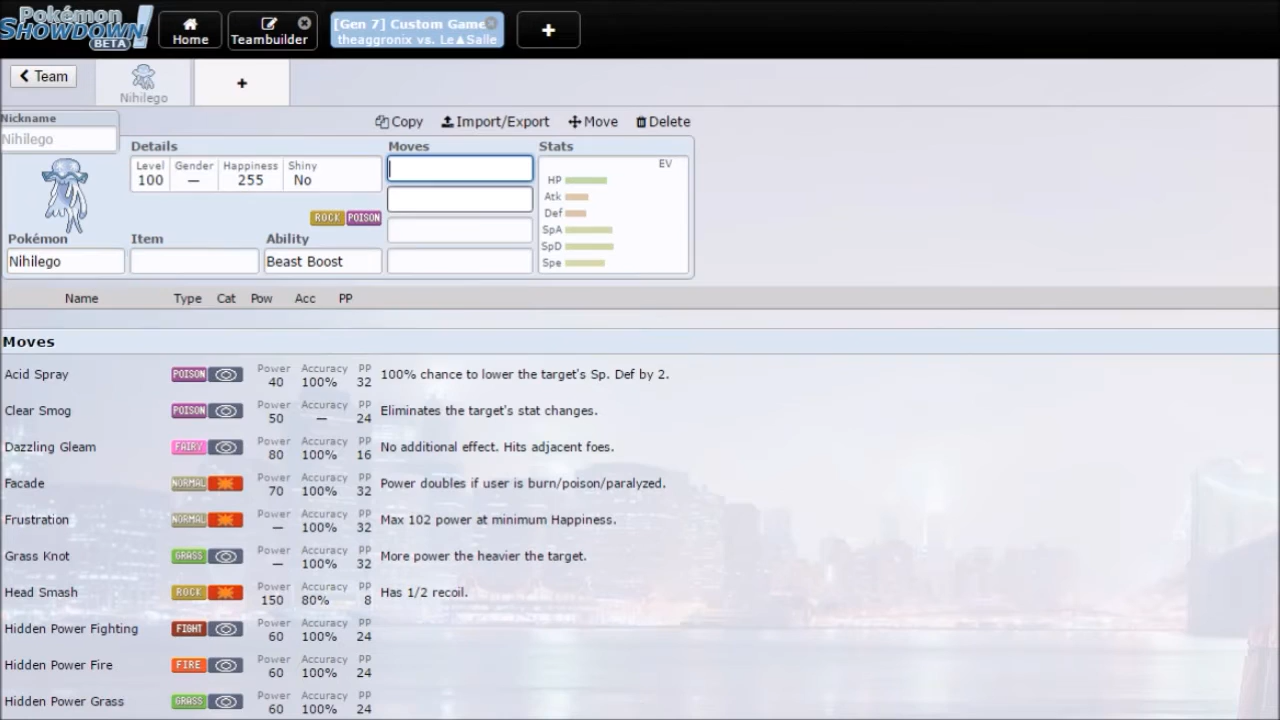 Pokémon
SHOWDOWN!
BETA
Home
Teambuilder
[Gen 7] Custom Game
theaggronix vs. Le▲Salle
+
Team
Nihilego
+
Nickname
Nihilego
Copy Import/Export Move Delete
Details
Level Gender Happiness Shiny
100 — 255 No
ROCK POISON
Pokémon Item Ability
Nihilego Beast Boost
Moves
Stats
EV
HP
Atk
Def
SpA
SpD
Spe
Name Type Cat Pow Acc PP
Moves
Acid Spray POISON Power 40 Accuracy 100% PP 32 100% chance to lower the target's Sp. Def by 2.
Clear Smog POISON Power 50 Accuracy — PP 24 Eliminates the target's stat changes.
Dazzling Gleam FAIRY Power 80 Accuracy 100% PP 16 No additional effect. Hits adjacent foes.
Facade NORMAL Power 70 Accuracy 100% PP 32 Power doubles if user is burn/poison/paralyzed.
Frustration NORMAL Power — Accuracy 100% PP 32 Max 102 power at minimum Happiness.
Grass Knot GRASS Power — Accuracy 100% PP 32 More power the heavier the target.
Head Smash ROCK Power 150 Accuracy 80% PP 8 Has 1/2 recoil.
Hidden Power Fighting FIGHT Power 60 Accuracy 100% PP 24
Hidden Power Fire FIRE Power 60 Accuracy 100% PP 24
Hidden Power Grass GRASS Power 60 Accuracy 100% PP 24